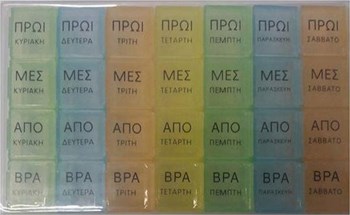 ΠΡΩΙ ΠΡΩΙ ΠΡΩΙ ΠΡΩΙ ΠΡΩΙ ΠΡΩΙ ΠΡΩΙ
ΚΥΡΙΑΚΗ ΔΕΥΤΕΡΑ ΤΡΙΤΗ ΤΕΤΑΡΤΗ ΠΕΜΠΤΗ ΠΑΡΑΣΚΕΥΗ ΣΑΒΒΑΤΟ
ΜΕΣ ΜΕΣ ΜΕΣ ΜΕΣ ΜΕΣ ΜΕΣ ΜΕΣ
ΚΥΡΙΑΚΗ ΔΕΥΤΕΡΑ ΤΡΙΤΗ ΤΕΤΑΡΤΗ ΠΕΜΠΤΗ ΠΑΡΑΣΚΕΥΗ ΣΑΒΒΑΤΟ
ΑΠΟ ΑΠΟ ΑΠΟ ΑΠΟ ΑΠΟ ΑΠΟ ΑΠΟ
ΚΥΡΙΑΚΗ ΔΕΥΤΕΡΑ ΤΡΙΤΗ ΤΕΤΑΡΤΗ ΠΕΜΠΤΗ ΠΑΡΑΣΚΕΥΗ ΣΑΒΒΑΤΟ
ΒΡΑ ΒΡΑ ΒΡΑ ΒΡΑ ΒΡΑ ΒΡΑ ΒΡΑ
ΚΥΡΙΑΚΗ ΔΕΥΤΕΡΑ ΤΡΙΤΗ ΤΕΤΑΡΤΗ ΠΕΜΠΤΗ ΠΑΡΑΣΚΕΥΗ ΣΑΒΒΑΤΟ